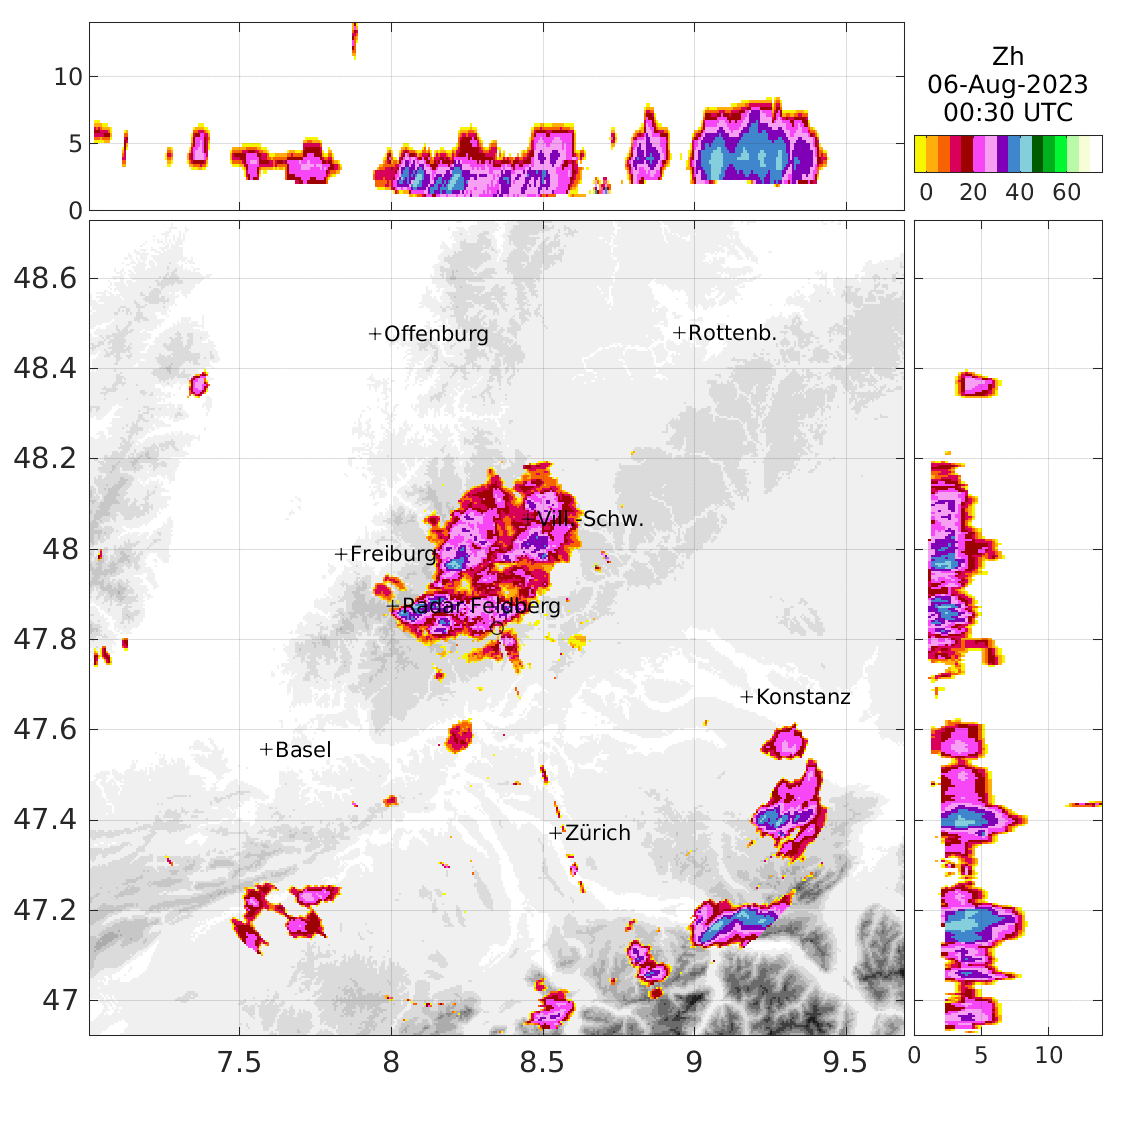 10
5
0
Zh
06-Aug-2023
00:30 UTC
0 20 40 60
48.6
48.4
48.2
48
47.8
47.6
47.4
47.2
47
+Offenburg
+Rottenb.
+Vill.-Schw.
+Freiburg
+Radar Feldberg
+Konstanz
+Basel
+Zürich
7.5 8 8.5 9 9.5
0 5 10